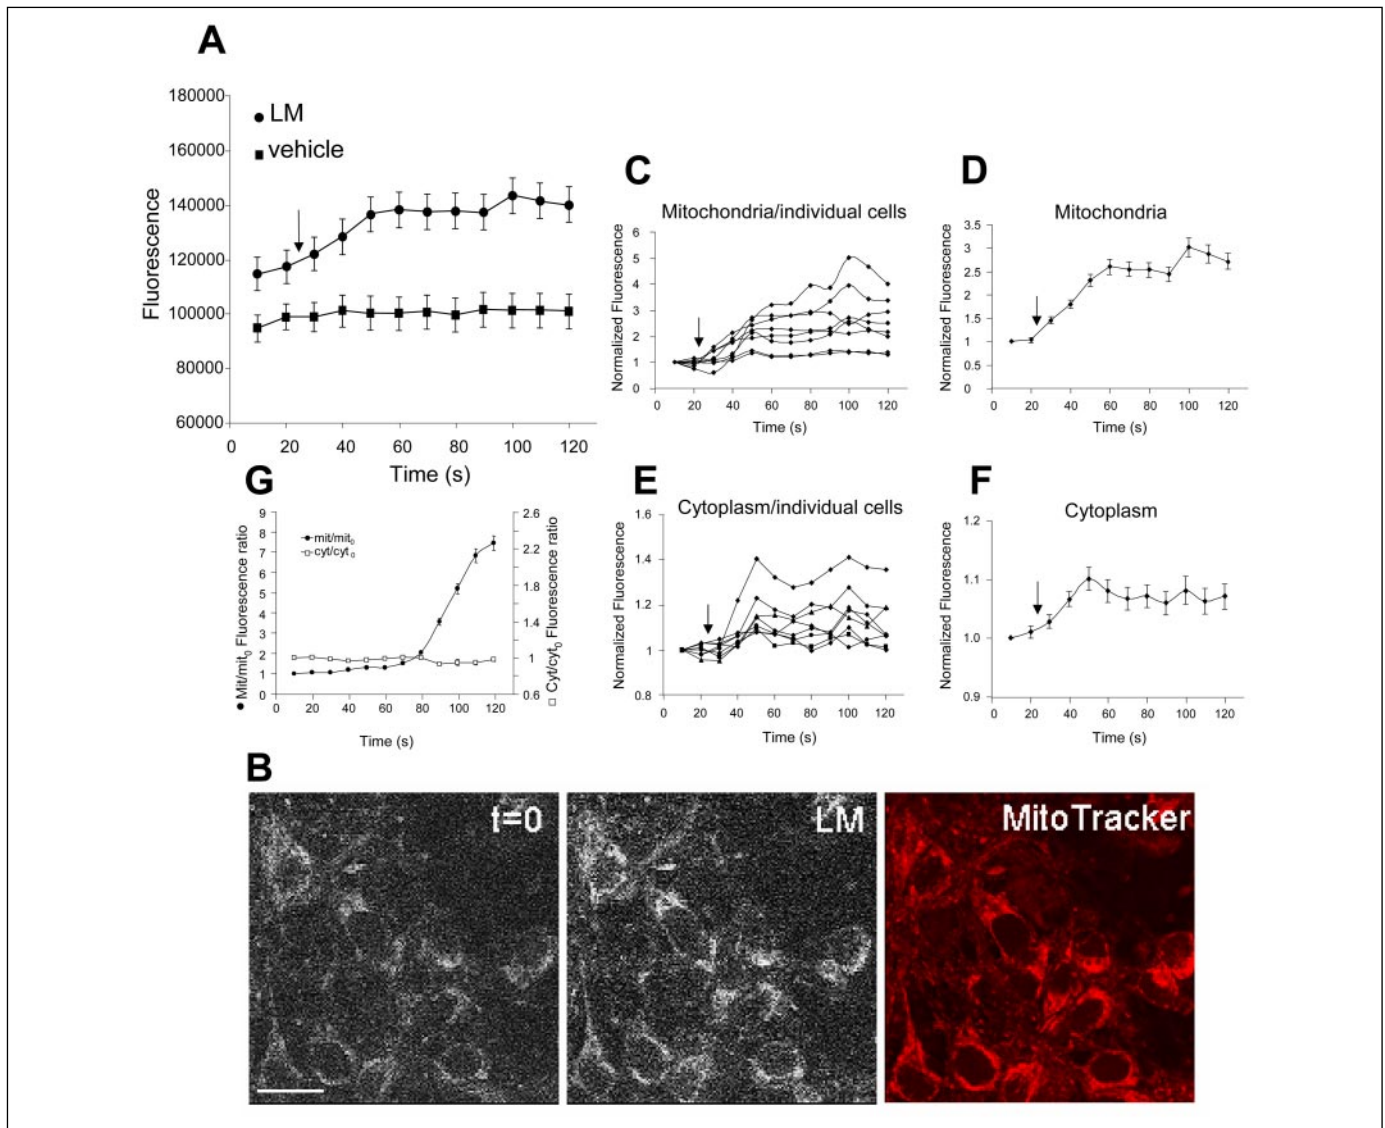 A
180000
160000
140000
120000
100000
80000
60000
LM
vehicle
Fluorescence
0 20 40 60 80 100 120
Time (s)
C
Mitochondria/individual cells
Normalized Fluorescence
6
5
4
3
2
1
0
0 20 40 60 80 100 120
Time (s)
D
Mitochondria
Normalized Fluorescence
3.5
3
2.5
2
1.5
1
0.5
0
0 20 40 60 80 100 120
Time (s)
G
Mit/mit₀ Fluorescence ratio
9
8
7
6
5
4
3
2
1
0
mit/mit₀
cyt/cyt₀
2.6
2.2
1.8
1.4
1
0.6
Cyt/cyt₀ Fluorescence ratio
0 20 40 60 80 100 120
Time (s)
E
Cytoplasm/individual cells
Normalized Fluorescence
1.6
1.4
1.2
1
0.8
0 20 40 60 80 100 120
Time (s)
F
Cytoplasm
Normalized Fluorescence
1.2
1.1
1.0
0.9
0 20 40 60 80 100 120
Time (s)
B
t=0
LM
MitoTracker